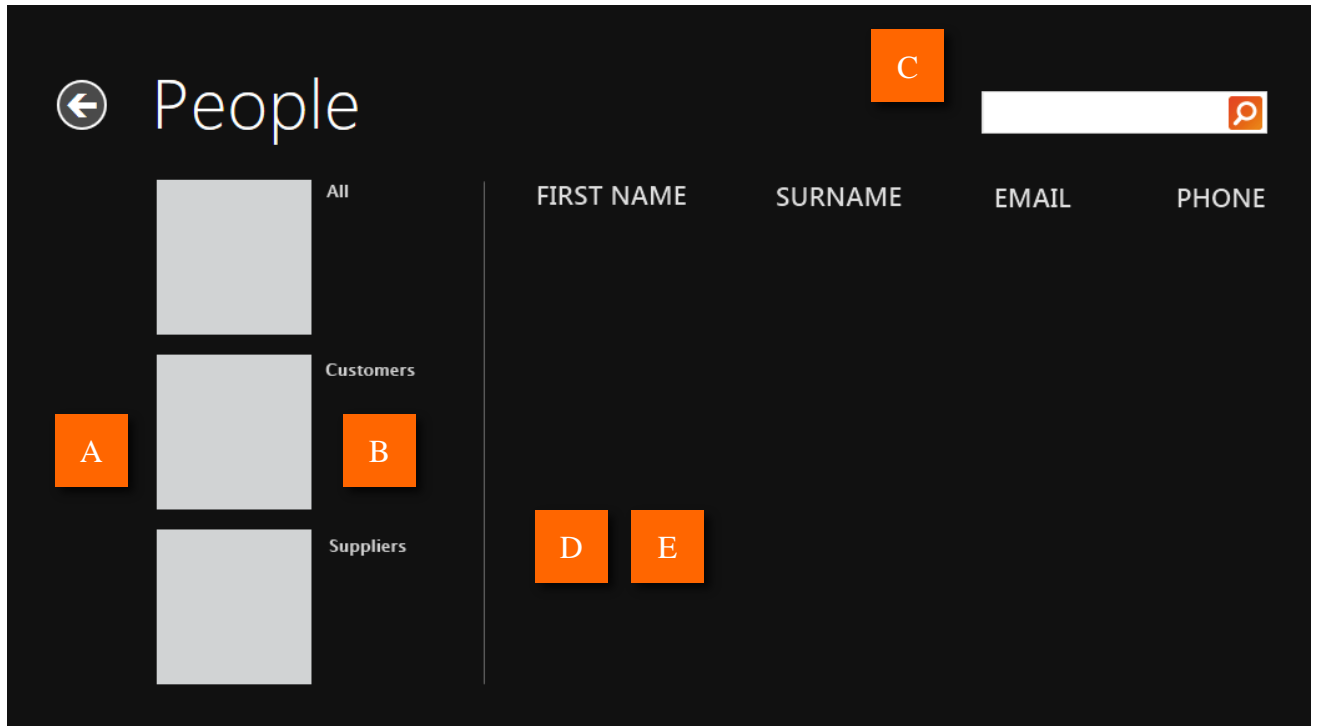 C
People
All
FIRST NAME SURNAME EMAIL PHONE
Customers
A
B
Suppliers
D
E